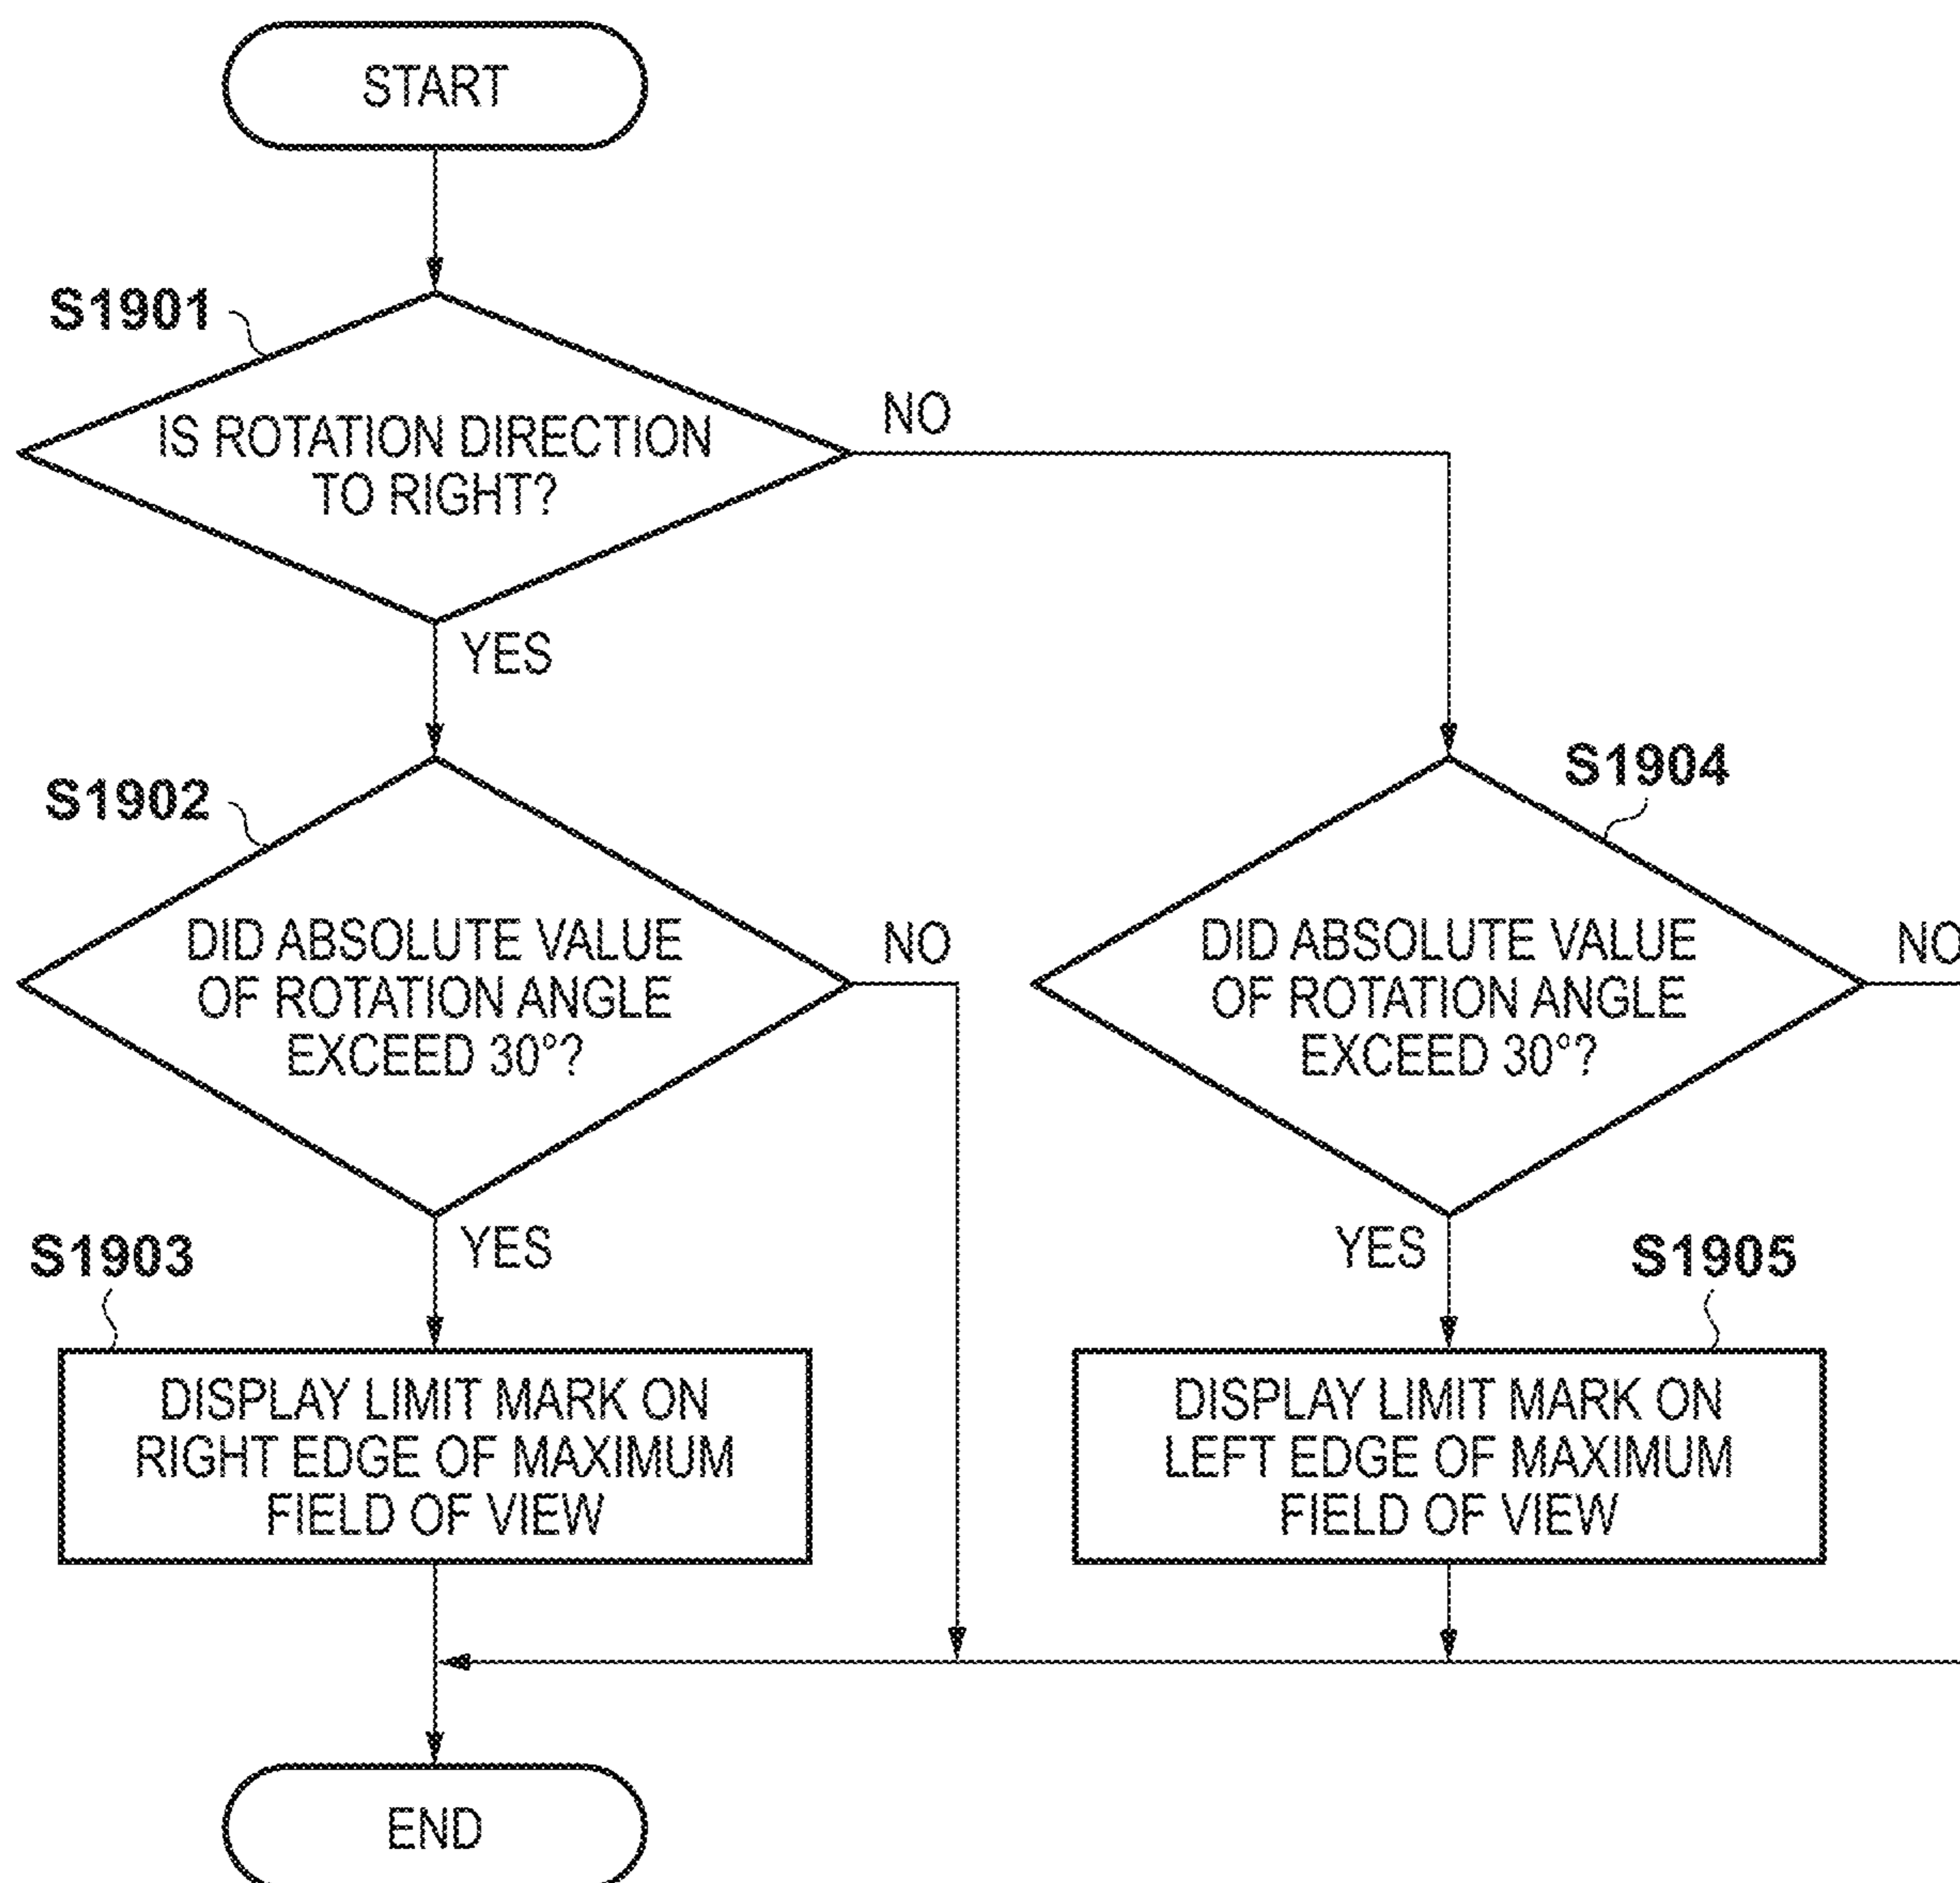 START
S1901
IS ROTATION DIRECTION
TO RIGHT?
NO
YES
S1902
DID ABSOLUTE VALUE
OF ROTATION ANGLE
EXCEED 30°?
NO
YES
S1904
DID ABSOLUTE VALUE
OF ROTATION ANGLE
EXCEED 30°?
NO
YES
S1903
DISPLAY LIMIT MARK ON
RIGHT EDGE OF MAXIMUM
FIELD OF VIEW
S1905
DISPLAY LIMIT MARK ON
LEFT EDGE OF MAXIMUM
FIELD OF VIEW
END